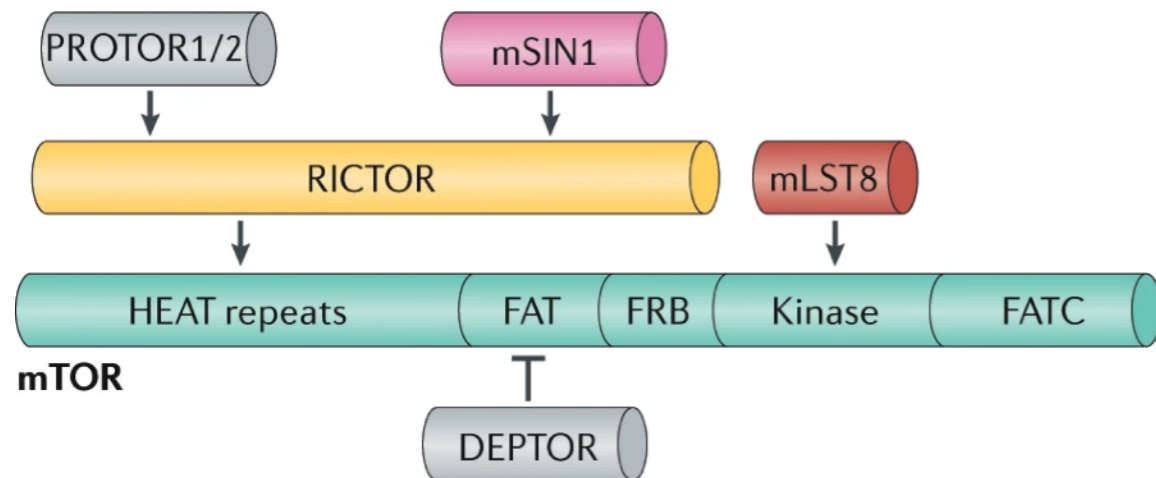 PROTOR1/2
mSIN1
RICTOR
mLST8
HEAT repeats
FAT
FRB
Kinase
FATC
mTOR
DEPTOR